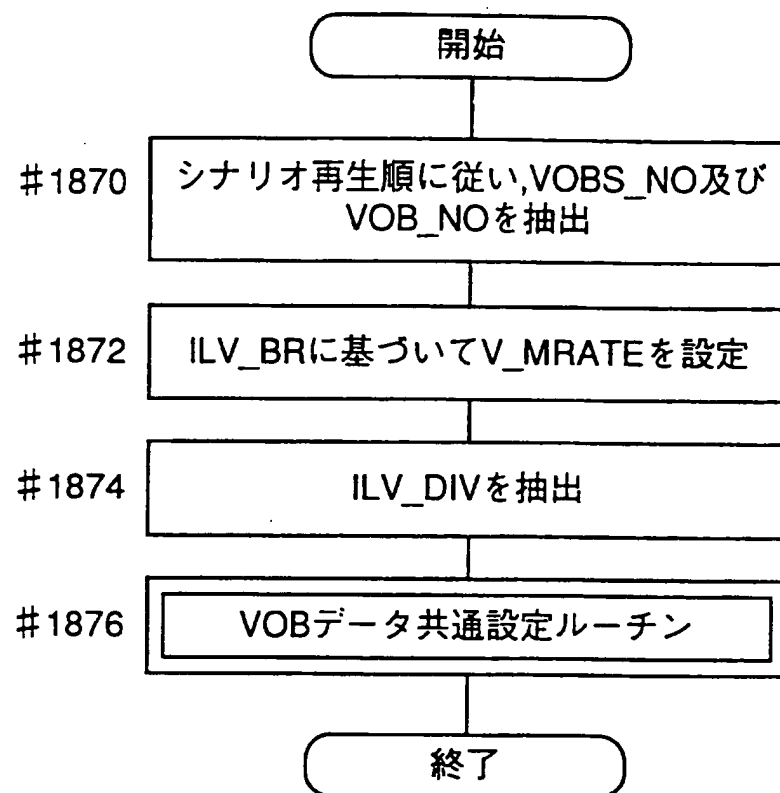 開始
#1870
シナリオ再生順に従い,VOBS_NO及び
VOB_NOを抽出
#1872
ILV_BRに基づいてV_MRATEを設定
#1874
ILV_DIVを抽出
#1876
VOBデータ共通設定ルーチン
終了